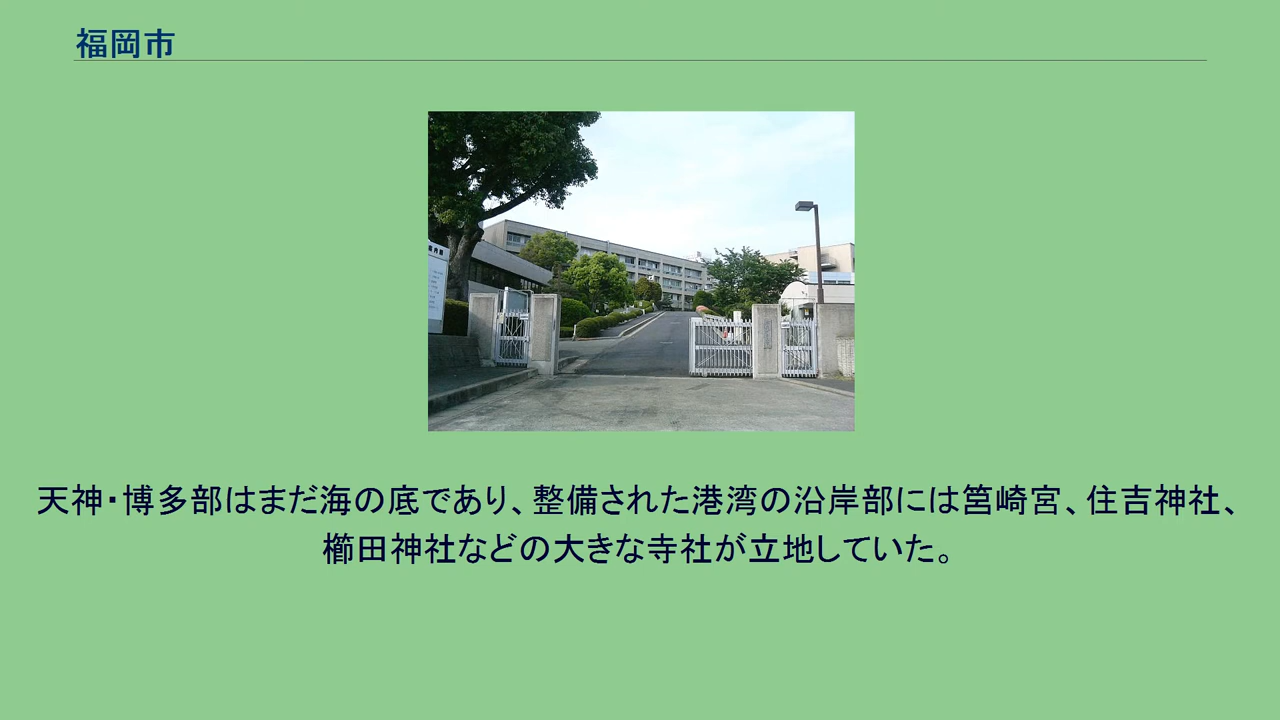 福岡市
天神・博多部はまだ海の底であり、整備された港湾の沿岸部には筥崎宮、住吉神社、
櫛田神社などの大きな寺社が立地していた。